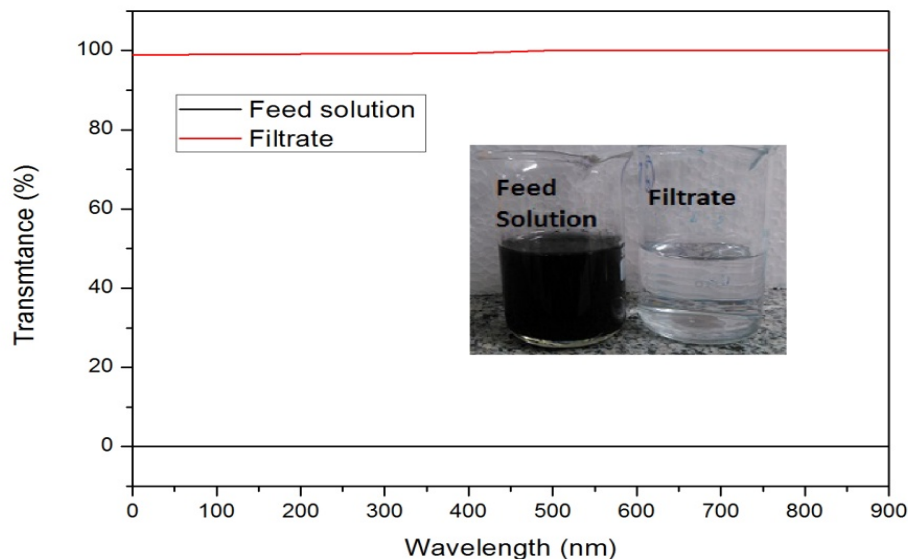 100
80
60
40
20
0
Transmtance (%)
Feed solution
Filtrate
Feed
Solution
Filtrate
0 100 200 300 400 500 600 700 800 900
Wavelength (nm)